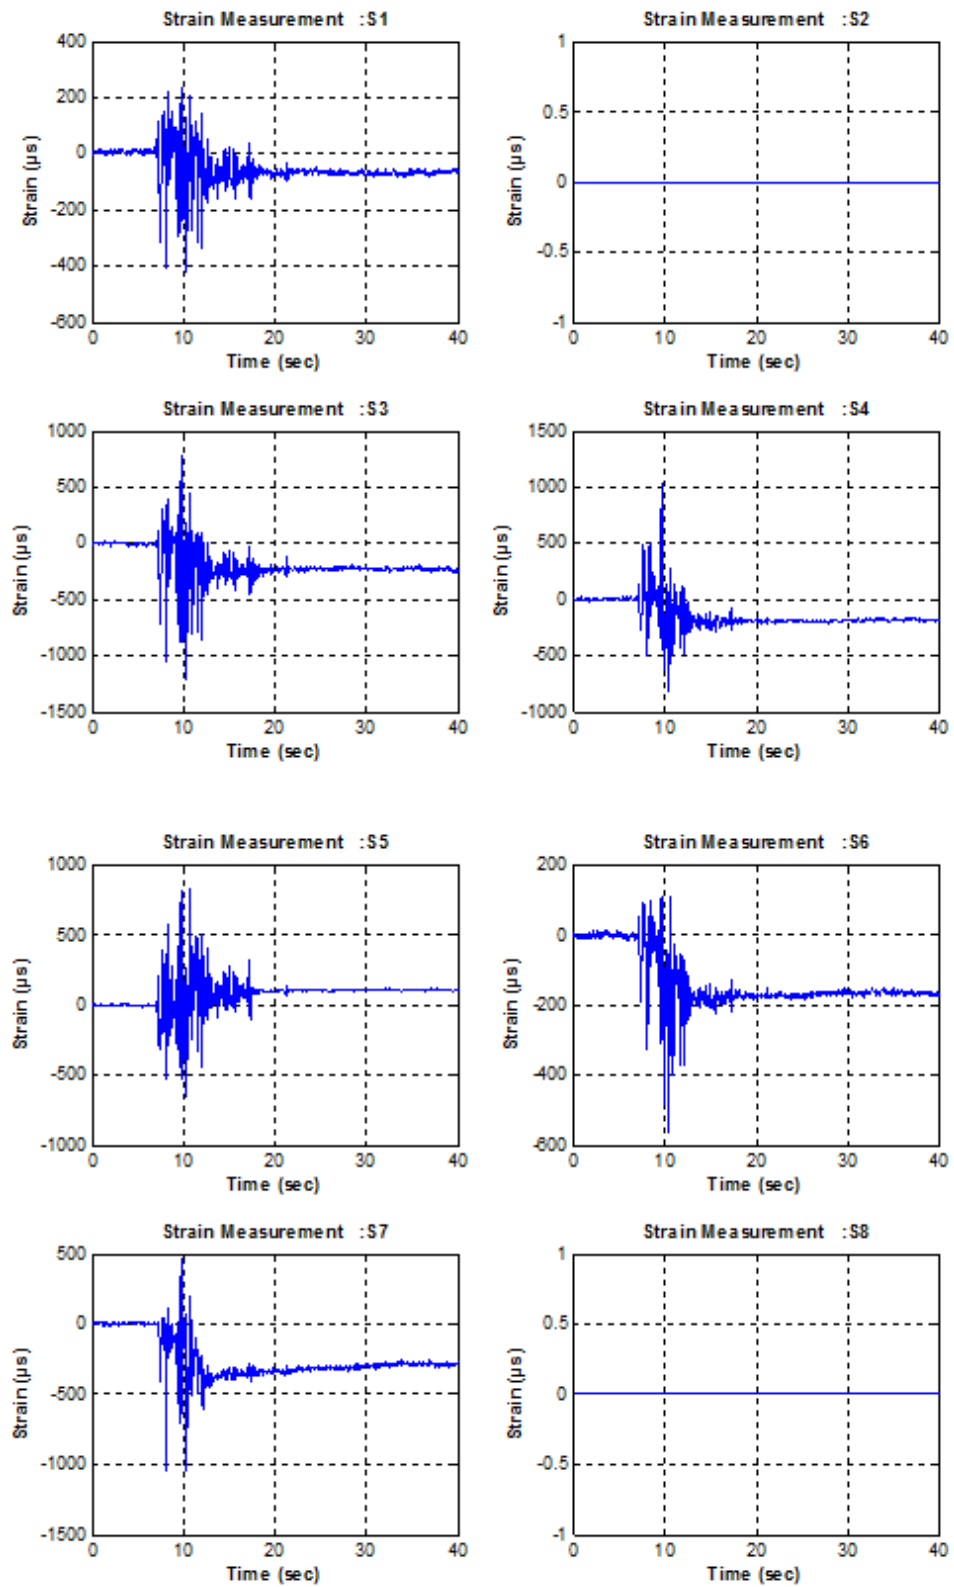 Strain Measurement :S1
400
200
0
-200
-400
-600
Strain (µs)
0 10 20 30 40
Time (sec)
Strain Measurement :S2
1
0.5
0
-0.5
-1
Strain (µs)
0 10 20 30 40
Time (sec)
Strain Measurement :S3
1000
500
0
-500
-1000
-1500
Strain (µs)
0 10 20 30 40
Time (sec)
Strain Measurement :S4
1500
1000
500
0
-500
-1000
Strain (µs)
0 10 20 30 40
Time (sec)
Strain Measurement :S5
1000
500
0
-500
-1000
Strain (µs)
0 10 20 30 40
Time (sec)
Strain Measurement :S6
200
0
-200
-400
-600
Strain (µs)
0 10 20 30 40
Time (sec)
Strain Measurement :S7
500
0
-500
-1000
-1500
Strain (µs)
0 10 20 30 40
Time (sec)
Strain Measurement :S8
1
0.5
0
-0.5
-1
Strain (µs)
0 10 20 30 40
Time (sec)